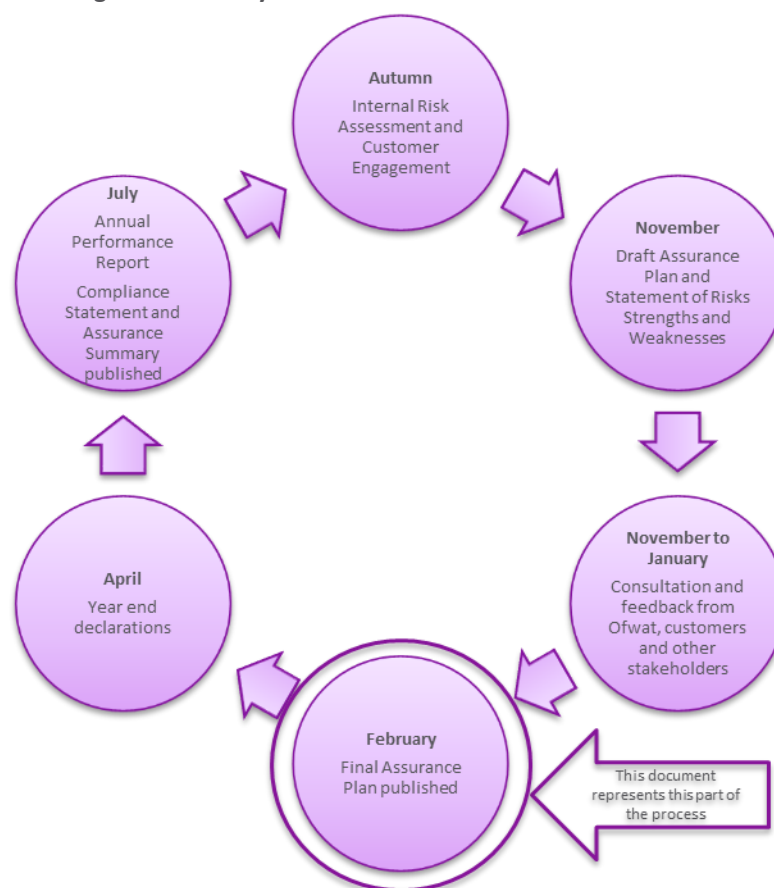 Autumn
Internal Risk
Assessment and
Customer
Engagement
November
Draft Assurance
Plan and
Statement of Risks
Strengths and
Weaknesses
November to
January
Consultation and
feedback from
Ofwat, customers
and other
stakeholders
February
Final Assurance
Plan published
This document
represents this part of
the process
April
Year end
declarations
July
Annual
Performance
Report
Compliance
Statement and
Assurance
Summary
published